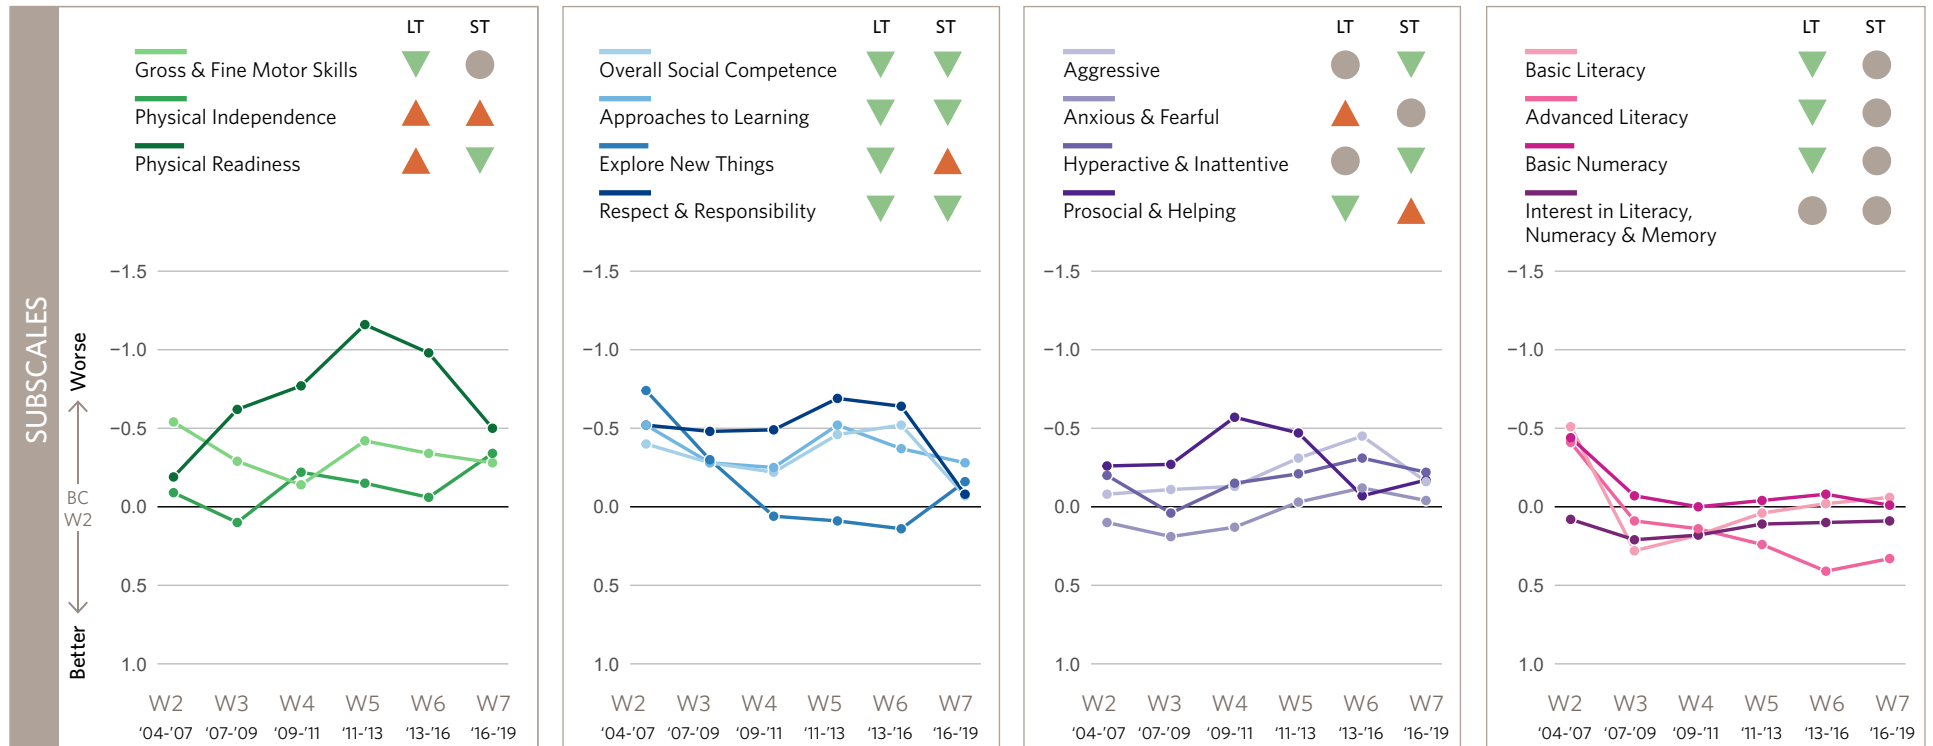 SUBSCALES
Worse
BC
W2
Better
LT ST
Gross & Fine Motor Skills
Physical Independence
Physical Readiness
−1.5
−1.0
−0.5
0.0
0.5
1.0
W2 W3 W4 W5 W6 W7
‘04-’07 ‘07-’09 ‘09-’11 ‘11-’13 ‘13-’16 ‘16-’19
LT ST
Overall Social Competence
Approaches to Learning
Explore New Things
Respect & Responsibility
−1.5
−1.0
−0.5
0.0
0.5
1.0
W2 W3 W4 W5 W6 W7
‘04-’07 ‘07-’09 ‘09-’11 ‘11-’13 ‘13-’16 ‘16-’19
LT ST
Aggressive
Anxious & Fearful
Hyperactive & Inattentive
Prosocial & Helping
−1.5
−1.0
−0.5
0.0
0.5
1.0
W2 W3 W4 W5 W6 W7
‘04-’07 ‘07-’09 ‘09-’11 ‘11-’13 ‘13-’16 ‘16-’19
LT ST
Basic Literacy
Advanced Literacy
Basic Numeracy
Interest in Literacy,
Numeracy & Memory
−1.5
−1.0
−0.5
0.0
0.5
1.0
W2 W3 W4 W5 W6 W7
‘04-’07 ‘07-’09 ‘09-’11 ‘11-’13 ‘13-’16 ‘16-’19